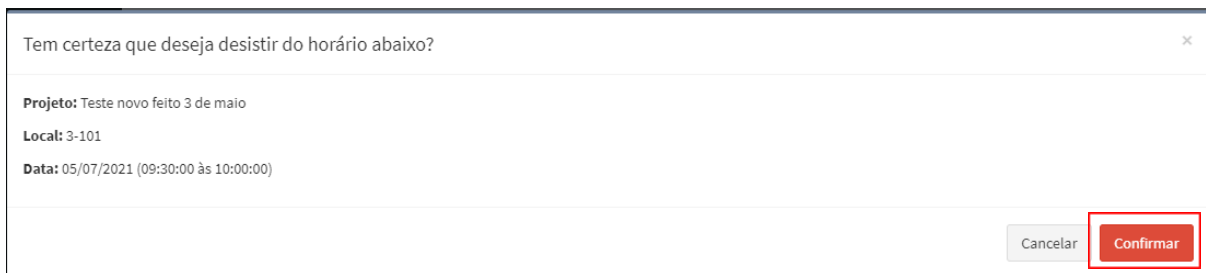 Tem certeza que deseja desistir do horário abaixo?
×
Projeto: Teste novo feito 3 de maio
Local: 3-101
Data: 05/07/2021 (09:30:00 às 10:00:00)
Cancelar
Confirmar